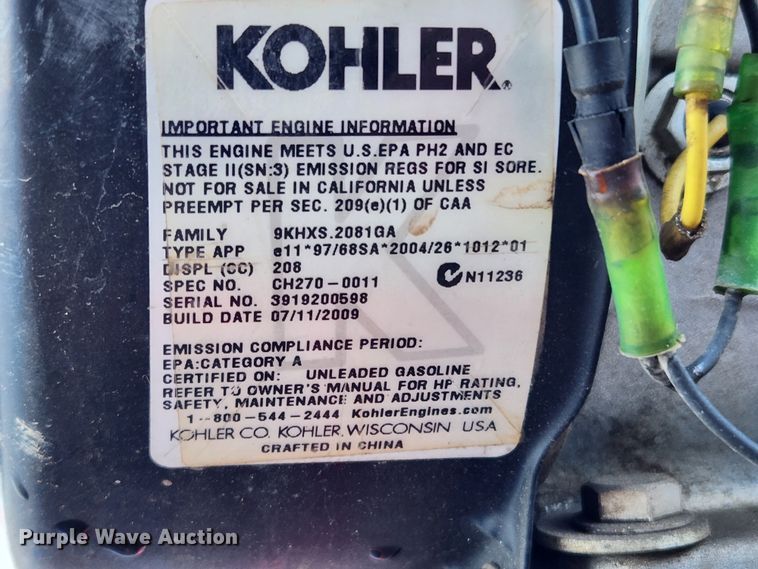 KOHLER®
IMPORTANT ENGINE INFORMATION
THIS ENGINE MEETS U.S.EPA PH2 AND EC
STAGE II(SN:3) EMISSION REGS FOR SI SORE.
NOT FOR SALE IN CALIFORNIA UNLESS
PREEMPT PER SEC. 209(e)(1) OF CAA
FAMILY 9KHXS.2081GA
TYPE APP e11*97/68SA*2004/26*1012*01
DISPL (CC) 208
SPEC NO. CH270-0011 N11236
SERIAL NO. 3919200598
BUILD DATE 07/11/2009
EMISSION COMPLIANCE PERIOD:
EPA:CATEGORY A
CERTIFIED ON: UNLEADED GASOLINE
REFER TO OWNER'S MANUAL FOR HP RATING,
SAFETY, MAINTENANCE AND ADJUSTMENTS
1-800-544-2444 KohlerEngines.com
KOHLER CO. KOHLER, WISCONSIN USA
CRAFTED IN CHINA
Purple Wave Auction